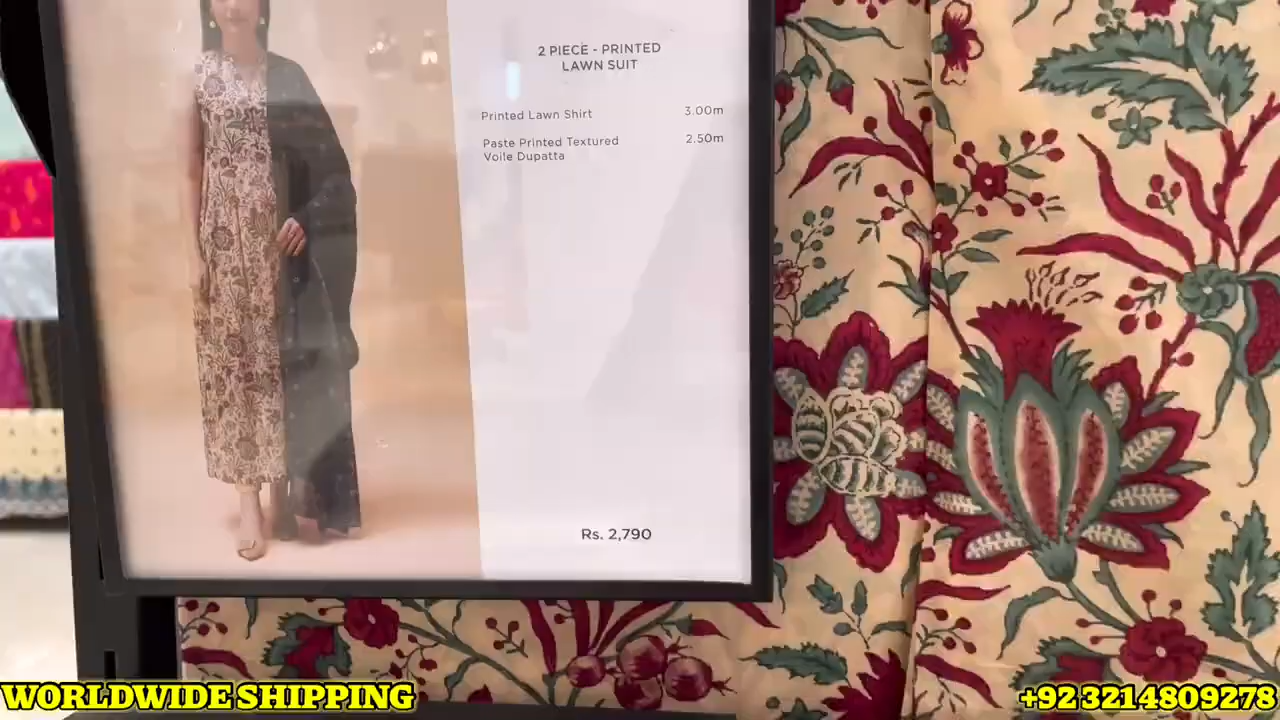 2 PIECE - PRINTED
LAWN SUIT
Printed Lawn Shirt 3.00m
Paste Printed Textured 2.50m
Voile Dupatta
Rs. 2,790
WORLDWIDE SHIPPING
+92 3214809278